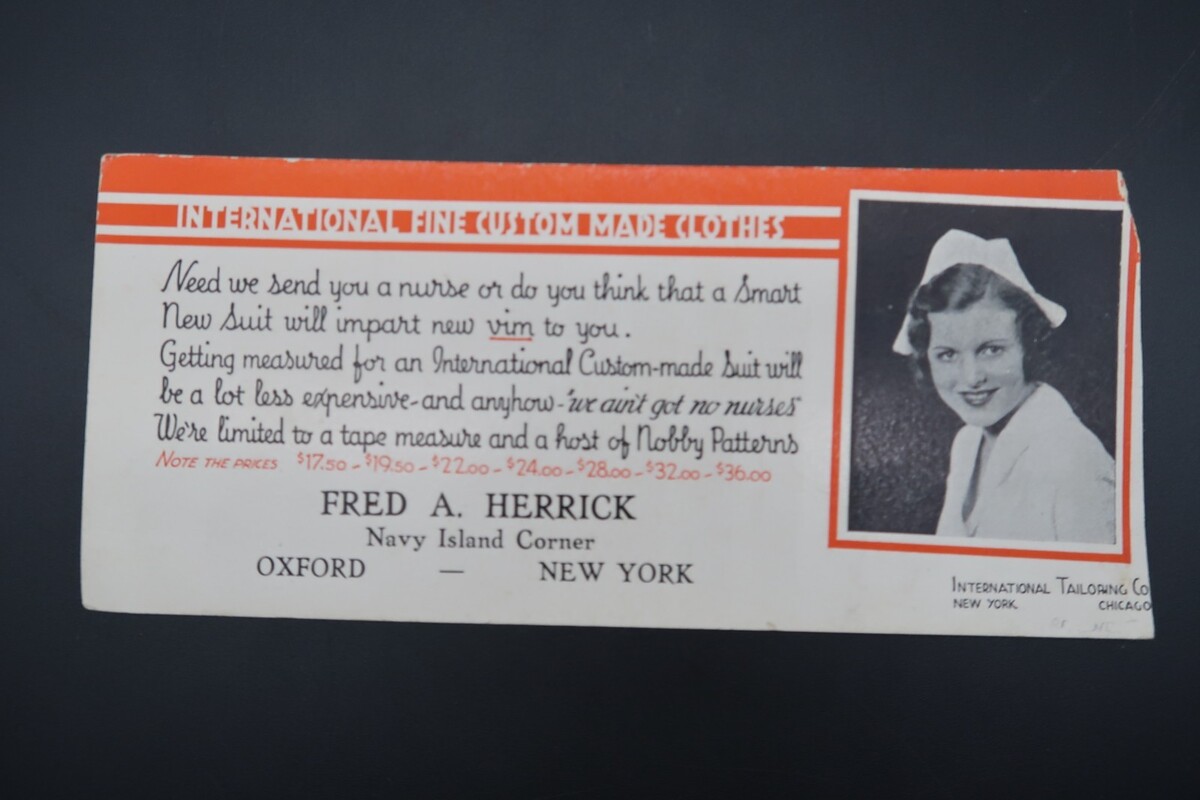 INTERNATIONAL FINE CUSTOM MADE CLOTHES
Need we send you a nurse or do you think that a Smart
New Suit will impart new vim to you.
Getting measured for an International Custom-made Suit will
be a lot less expensive-and anyhow-"we ain't got no nurses"
We're limited to a tape measure and a host of Nobby Patterns
NOTE THE PRICES $17.50 - $19.50 - $22.00 - $24.00 - $28.00 - $32.00 - $36.00
FRED A. HERRICK
Navy Island Corner
OXFORD — NEW YORK
INTERNATIONAL TAILORING CO
NEW YORK CHICAGO